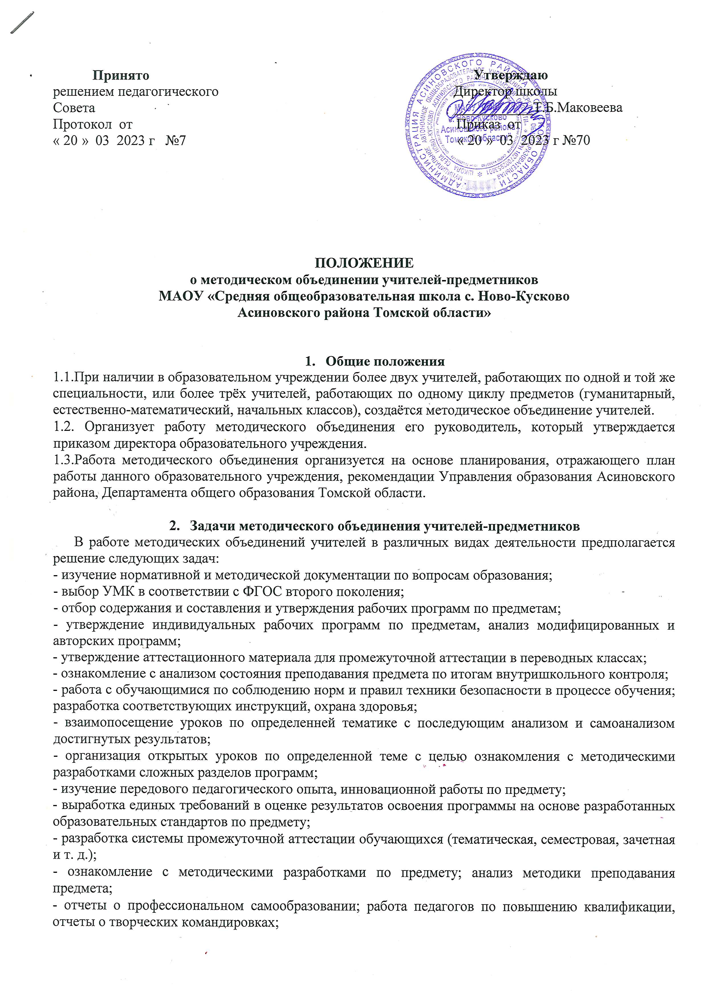 Принято
решением педагогического
Совета
Протокол от
« 20 » 03 2023 г №7
Утверждаю
Директор школы
Т.Б.Маковеева
Приказ от
« 20 » 03 2023 г №70
АДМИНИСТРАЦИЯ АСИНОВСКОГО РАЙОНА ТОМСКОЙ ОБЛАСТИ
МАОУ
с. Ново-Кусково
Асиновского района
Томской области
ПОЛОЖЕНИЕ
о методическом объединении учителей-предметников
МАОУ «Средняя общеобразовательная школа с. Ново-Кусково
Асиновского района Томской области»
1. Общие положения
1.1.При наличии в образовательном учреждении более двух учителей, работающих по одной и той же
специальности, или более трёх учителей, работающих по одному циклу предметов (гуманитарный,
естественно-математический, начальных классов), создаётся методическое объединение учителей.
1.2. Организует работу методического объединения его руководитель, который утверждается
приказом директора образовательного учреждения.
1.3.Работа методического объединения организуется на основе планирования, отражающего план
работы данного образовательного учреждения, рекомендации Управления образования Асиновского
района, Департамента общего образования Томской области.
2. Задачи методического объединения учителей-предметников
В работе методических объединений учителей в различных видах деятельности предполагается
решение следующих задач:
- изучение нормативной и методической документации по вопросам образования;
- выбор УМК в соответствии с ФГОС второго поколения;
- отбор содержания и составления и утверждения рабочих программ по предметам;
- утверждение индивидуальных рабочих программ по предметам, анализ модифицированных и
авторских программ;
- утверждение аттестационного материала для промежуточной аттестации в переводных классах;
- ознакомление с анализом состояния преподавания предмета по итогам внутришкольного контроля;
- работа с обучающимися по соблюдению норм и правил техники безопасности в процессе обучения;
разработка соответствующих инструкций, охрана здоровья;
- взаимопосещение уроков по определенней тематике с последующим анализом и самоанализом
достигнутых результатов;
- организация открытых уроков по определенной теме с целью ознакомления с методическими
разработками сложных разделов программ;
- изучение передового педагогического опыта, инновационной работы по предмету;
- выработка единых требований в оценке результатов освоения программы на основе разработанных
образовательных стандартов по предмету;
- разработка системы промежуточной аттестации обучающихся (тематическая, семестровая, зачетная
и т. д.);
- ознакомление с методическими разработками по предмету; анализ методики преподавания
предмета;
- отчеты о профессиональном самообразовании; работа педагогов по повышению квалификации,
отчеты о творческих командировках;